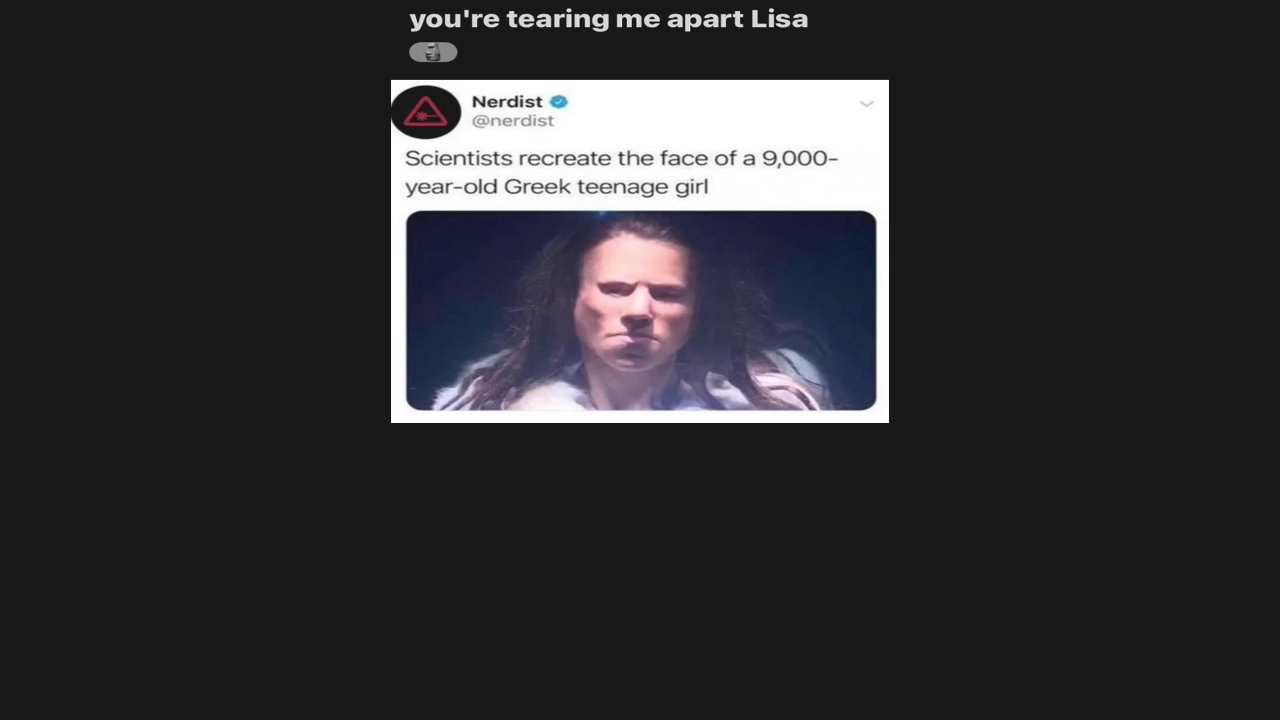 you're tearing me apart Lisa
Nerdist
@nerdist
Scientists recreate the face of a 9,000-
year-old Greek teenage girl